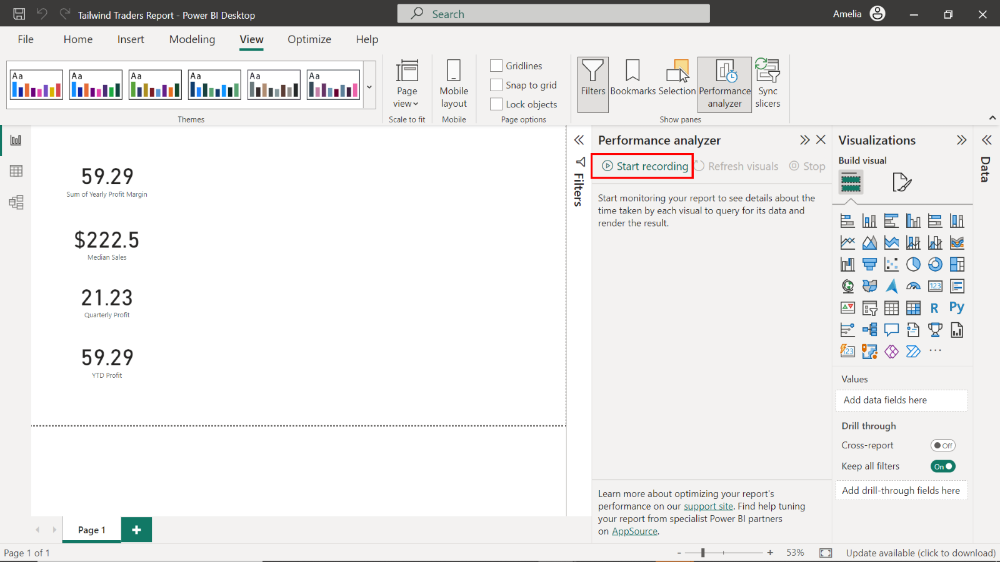 Tailwind Traders Report - Power BI Desktop
Search
Amelia
File Home Insert Modeling View Optimize Help
Aa Aa Aa Aa Aa Aa
Themes
Page
view
Scale to fit
Mobile
layout
Mobile
Gridlines
Snap to grid
Lock objects
Page options
Filters
Bookmarks
Selection
Performance
analyzer
Sync
slicers
Show panes
59.29
Sum of Yearly Profit Margin
$222.5
Median Sales
21.23
Quarterly Profit
59.29
YTD Profit
Filters
Performance analyzer
Start recording Refresh visuals Stop
Start monitoring your report to see details about the
time taken by each visual to query for its data and
render the result.
Learn more about optimizing your report's
performance on our support site. Find help tuning
your report from specialist Power BI partners
on AppSource.
Visualizations
Build visual
123
R Py
123
...
Values
Add data fields here
Drill through
Cross-report Off
Keep all filters On
Add drill-through fields here
Data
Page 1
+
Page 1 of 1
- + 53%
Update available (click to download)